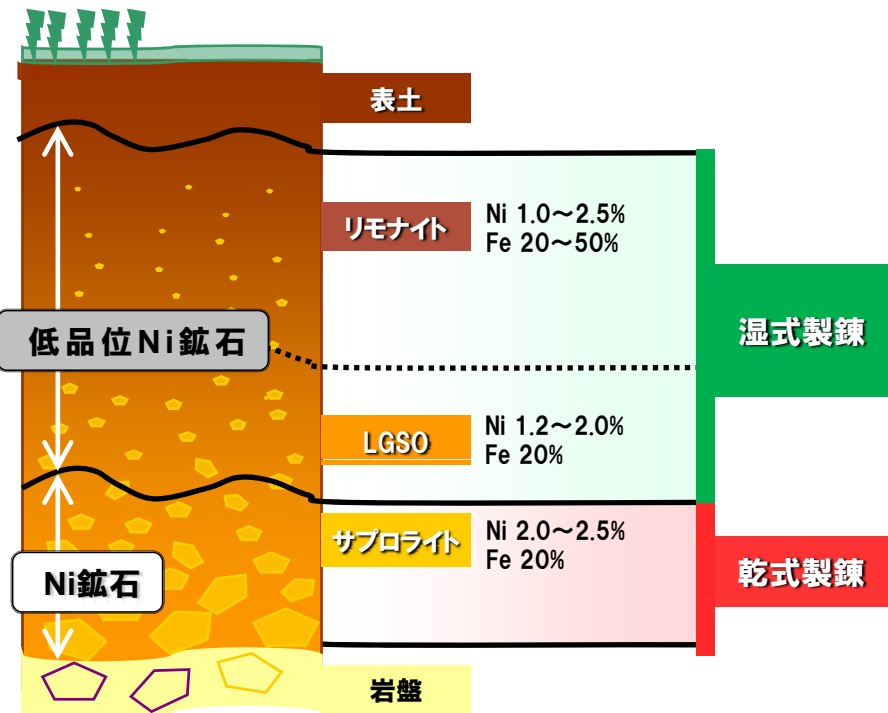 表土
リモナイト
Ni 1.0～2.5%
Fe 20～50%
湿式製錬
低品位Ni鉱石
LGSO
Ni 1.2～2.0%
Fe 20%
サプロライト
Ni 2.0～2.5%
Fe 20%
乾式製錬
Ni鉱石
岩盤